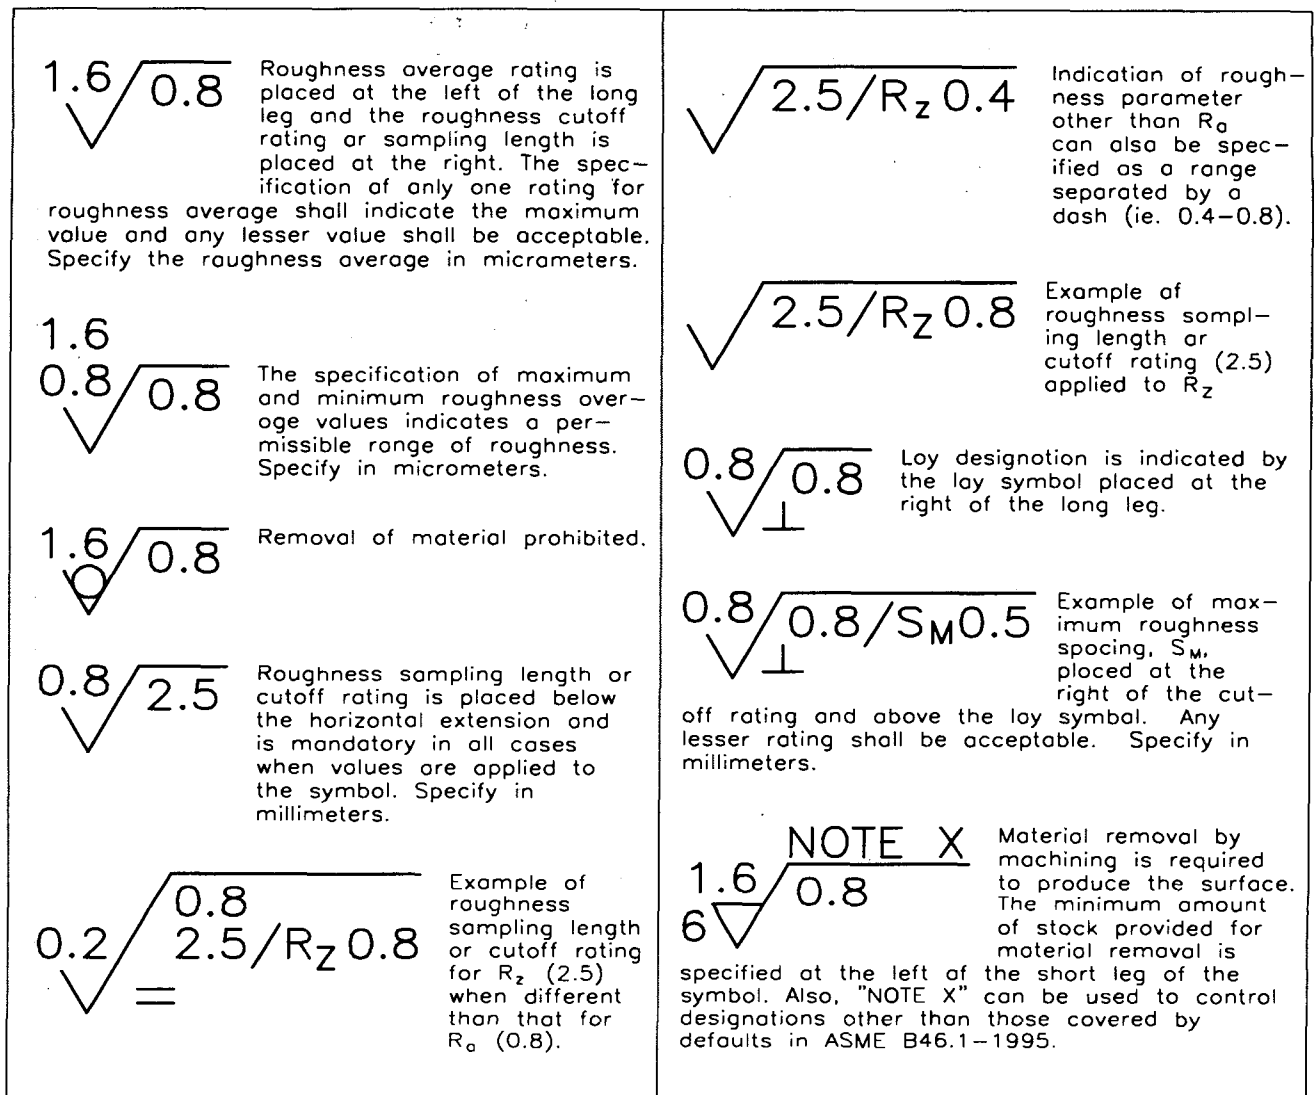 1.6 0.8
Roughness average rating is
placed at the left of the long
leg and the roughness cutoff
rating or sampling length is
placed at the right. The spec-
ification of only one rating for
roughness average shall indicate the maximum
value and any lesser value shall be acceptable.
Specify the roughness average in micrometers.
1.6
0.8 0.8
The specification of maximum
and minimum roughness aver-
age values indicates a per-
missible range of roughness.
Specify in micrometers.
1.6 0.8
Removal of material prohibited.
0.8 2.5
Roughness sampling length or
cutoff rating is placed below
the horizontal extension and
is mandatory in all cases
when values are applied to
the symbol. Specify in
millimeters.
0.8
0.2 2.5/RZ 0.8
=
Example of
roughness
sampling length
or cutoff rating
for Rz (2.5)
when different
than that for
Ra (0.8).
2.5/Rz 0.4
Indication of rough-
ness parameter
other than Ra
can also be spec-
ified as a range
separated by a
dash (ie. 0.4-0.8).
2.5/RZ 0.8
Example of
roughness sampl-
ing length or
cutoff rating (2.5)
applied to RZ
0.8 0.8
⊥
Lay designation is indicated by
the lay symbol placed at the
right of the long leg.
0.8 0.8/SM0.5
⊥
Example of max-
imum roughness
spacing, SM,
placed at the
right of the cut-
off rating and above the lay symbol. Any
lesser rating shall be acceptable. Specify in
millimeters.
NOTE X
1.6 0.8
6
Material removal by
machining is required
to produce the surface.
The minimum amount
of stock provided for
material removal is
specified at the left of the short leg of the
symbol. Also, "NOTE X" can be used to control
designations other than those covered by
defaults in ASME B46.1-1995.